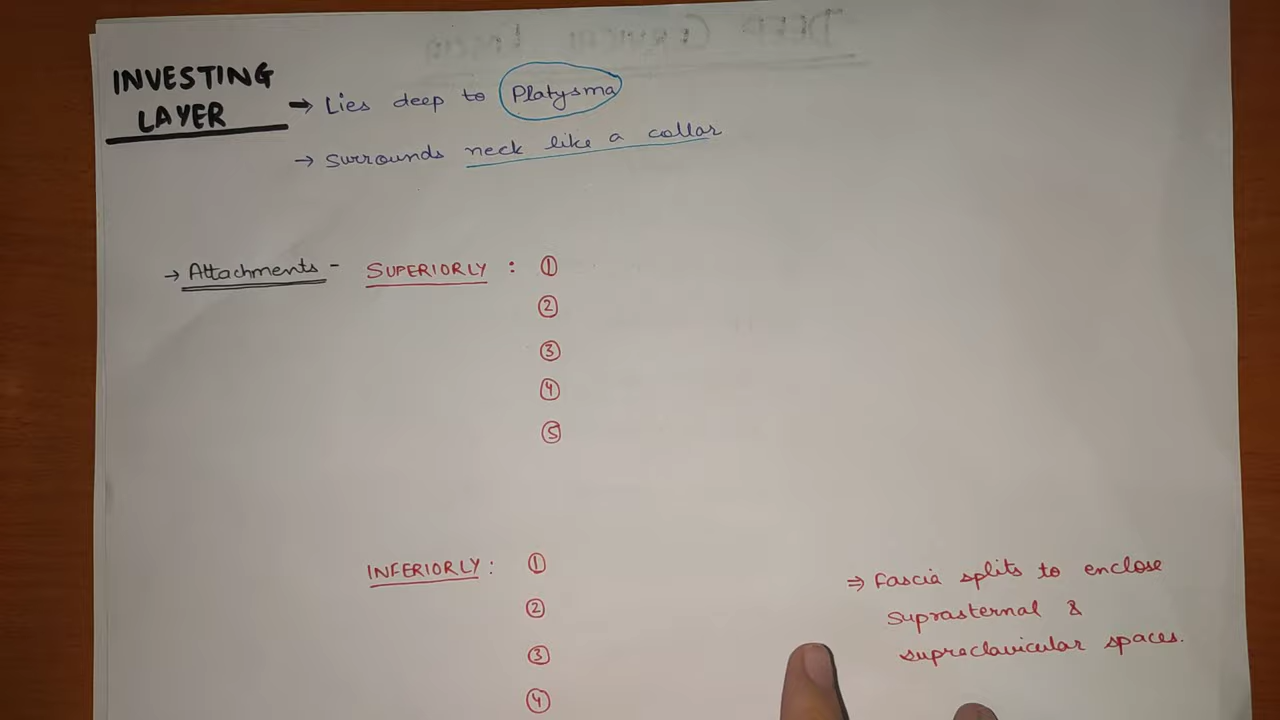 INVESTING
LAYER
→ Lies deep to Platysma
→ Surrounds neck like a collar
→ Attachments - SUPERIORLY : ①
②
③
④
⑤
INFERIORLY : ①
②
③
④
⇒ Fascia splits to enclose
Suprasternal &
supraclavicular spaces.